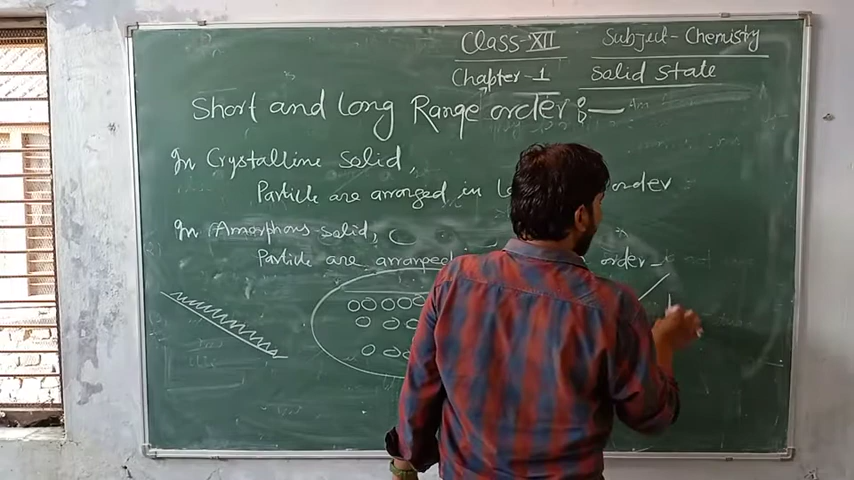 Class-XII Subject-Chemistry
Chapter-1 Solid State
Short and long Range order :-
In Crystalline solid,
Particle are arranged in order
In Amorphous solid,
Particle are arranged order